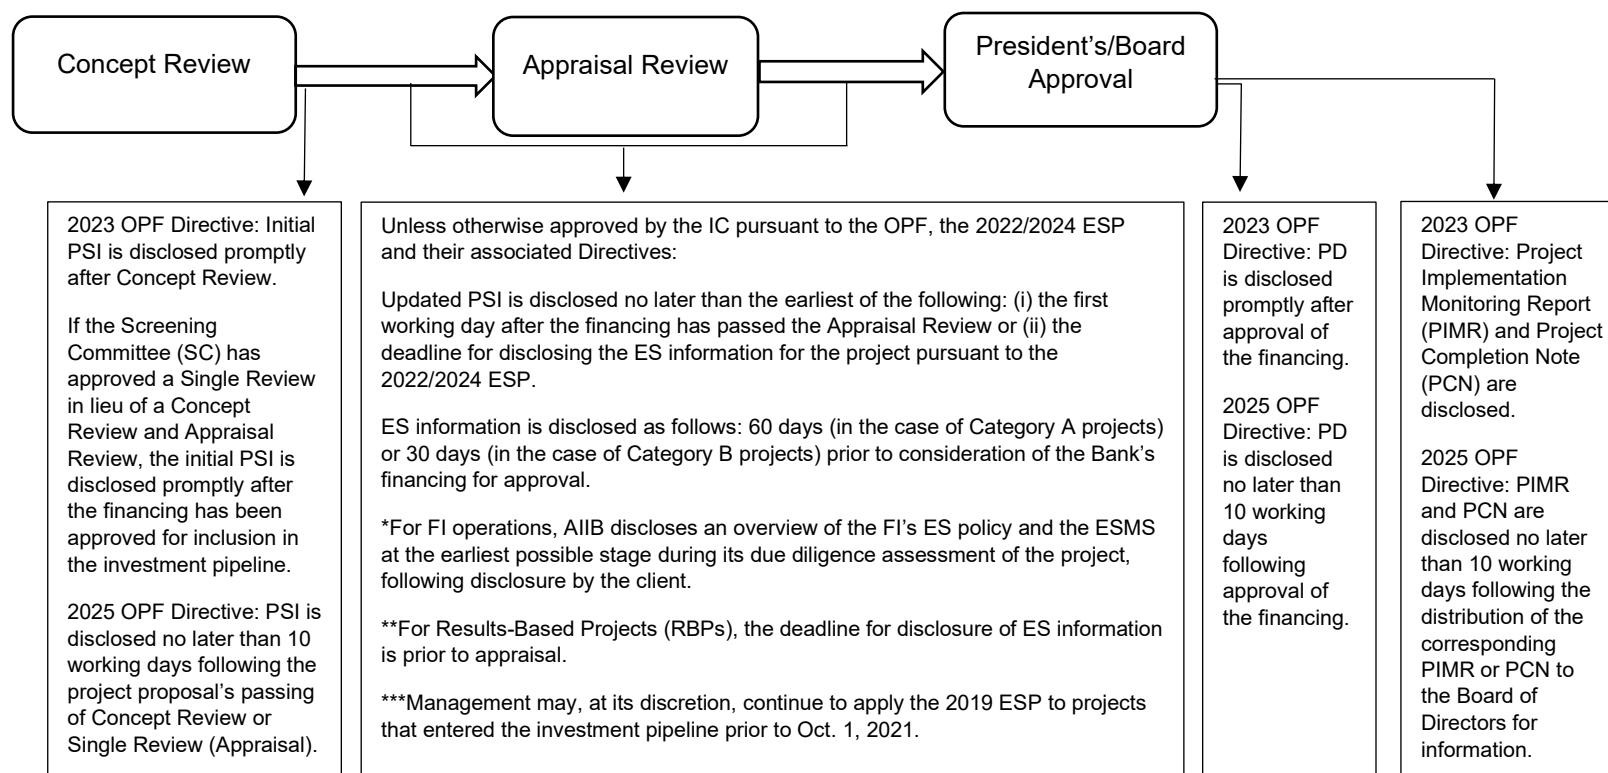 Concept Review
Appraisal Review
President’s/Board
Approval
2023 OPF Directive: Initial
PSI is disclosed promptly
after Concept Review.
If the Screening
Committee (SC) has
approved a Single Review
in lieu of a Concept
Review and Appraisal
Review, the initial PSI is
disclosed promptly after
the financing has been
approved for inclusion in
the investment pipeline.
2025 OPF Directive: PSI is
disclosed no later than 10
working days following the
project proposal’s passing
of Concept Review or
Single Review (Appraisal).
Unless otherwise approved by the IC pursuant to the OPF, the 2022/2024 ESP
and their associated Directives:
Updated PSI is disclosed no later than the earliest of the following: (i) the first
working day after the financing has passed the Appraisal Review or (ii) the
deadline for disclosing the ES information for the project pursuant to the
2022/2024 ESP.
ES information is disclosed as follows: 60 days (in the case of Category A projects)
or 30 days (in the case of Category B projects) prior to consideration of the Bank’s
financing for approval.
*For FI operations, AIIB discloses an overview of the FI’s ES policy and the ESMS
at the earliest possible stage during its due diligence assessment of the project,
following disclosure by the client.
**For Results-Based Projects (RBPs), the deadline for disclosure of ES information
is prior to appraisal.
***Management may, at its discretion, continue to apply the 2019 ESP to projects
that entered the investment pipeline prior to Oct. 1, 2021.
2023 OPF
Directive: PD
is disclosed
promptly after
approval of
the financing.
2025 OPF
Directive: PD
is disclosed
no later than
10 working
days
following
approval of
the financing.
2023 OPF
Directive: Project
Implementation
Monitoring Report
(PIMR) and Project
Completion Note
(PCN) are
disclosed.
2025 OPF
Directive: PIMR
and PCN are
disclosed no later
than 10 working
days following the
distribution of the
corresponding
PIMR or PCN to
the Board of
Directors for
information.